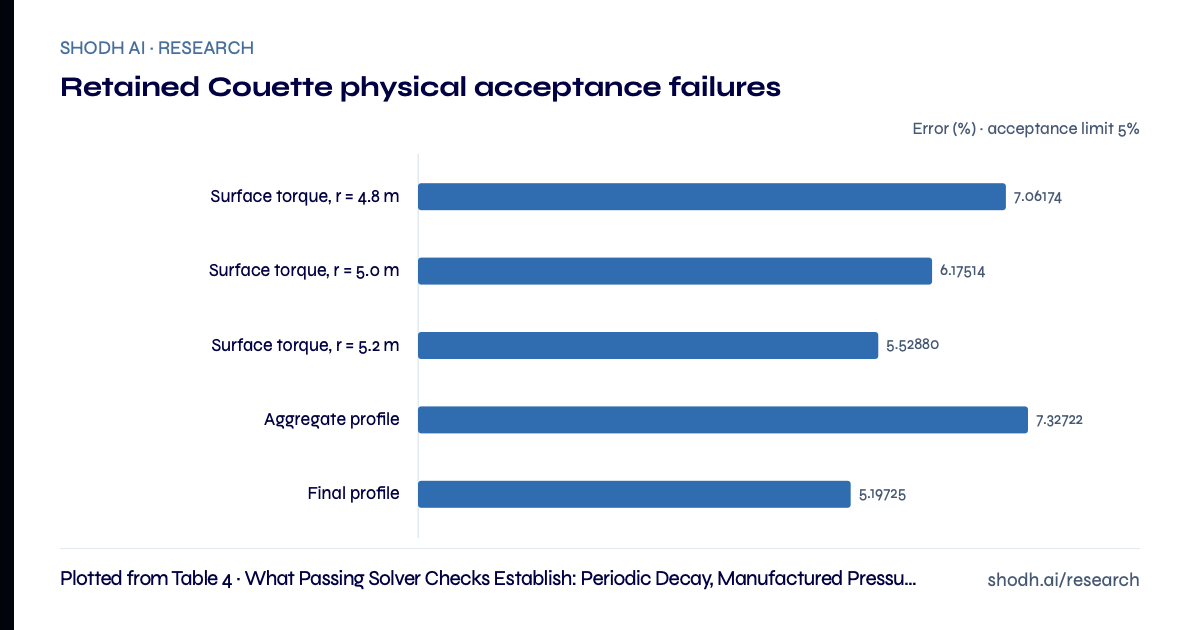 SHODH AI · RESEARCH
Retained Couette physical acceptance failures
Error (%) · acceptance limit 5%
Surface torque, r = 4.8 m 7.06174
Surface torque, r = 5.0 m 6.17514
Surface torque, r = 5.2 m 5.52880
Aggregate profile 7.32722
Final profile 5.19725
Plotted from Table 4 · What Passing Solver Checks Establish: Periodic Decay, Manufactured Pressu... shodh.ai/research